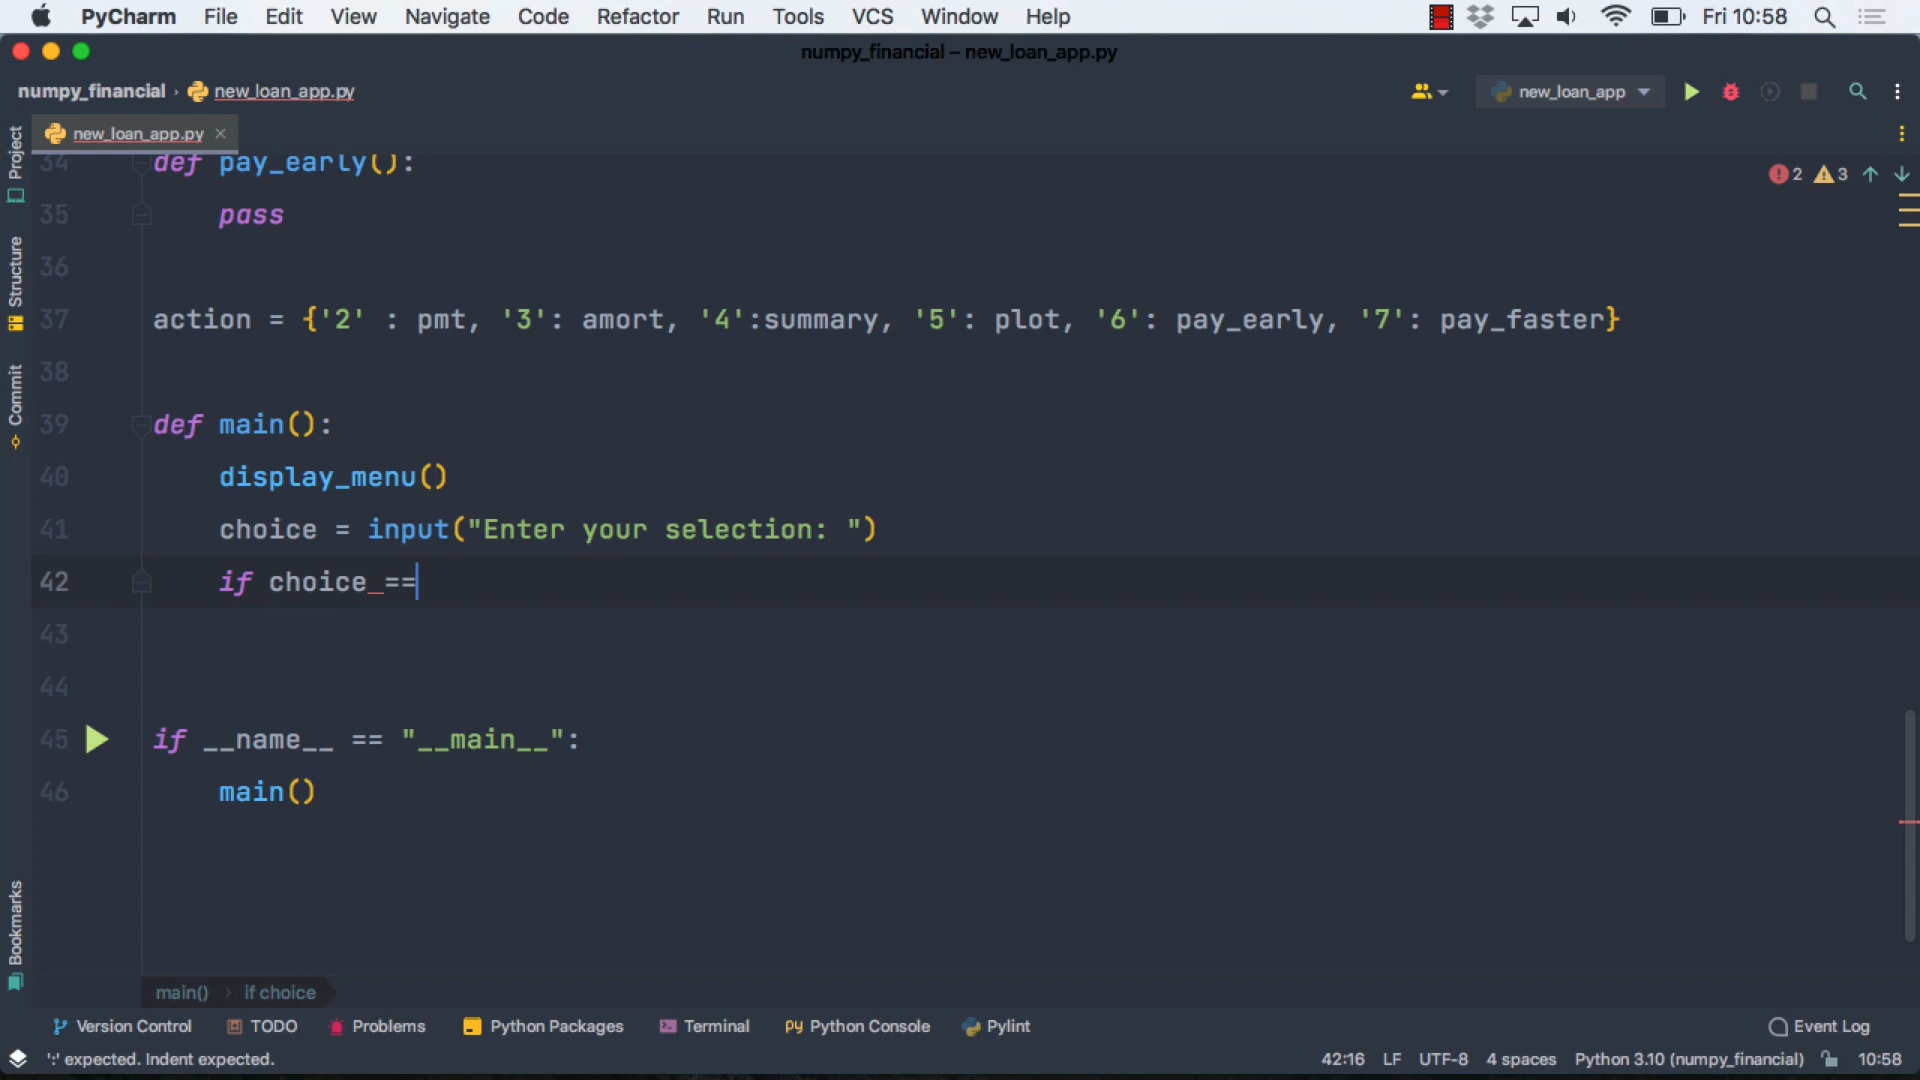 PyCharm File Edit View Navigate Code Refactor Run Tools VCS Window Help Fri 10:58
numpy_financial – new_loan_app.py
numpy_financial › new_loan_app.py new_loan_app
new_loan_app.py
Project
Structure
Commit
Bookmarks
2 3
34 def pay_early():
35 pass
36
37 action = {'2' : pmt, '3': amort, '4':summary, '5': plot, '6': pay_early, '7': pay_faster}
38
39 def main():
40 display_menu()
41 choice = input("Enter your selection: ")
42 if choice ==
43
44
45 if __name__ == "__main__":
46 main()
main() › if choice
Version Control TODO Problems Python Packages Terminal Python Console Pylint Event Log
':' expected. Indent expected. 42:16 LF UTF-8 4 spaces Python 3.10 (numpy_financial) 10:58